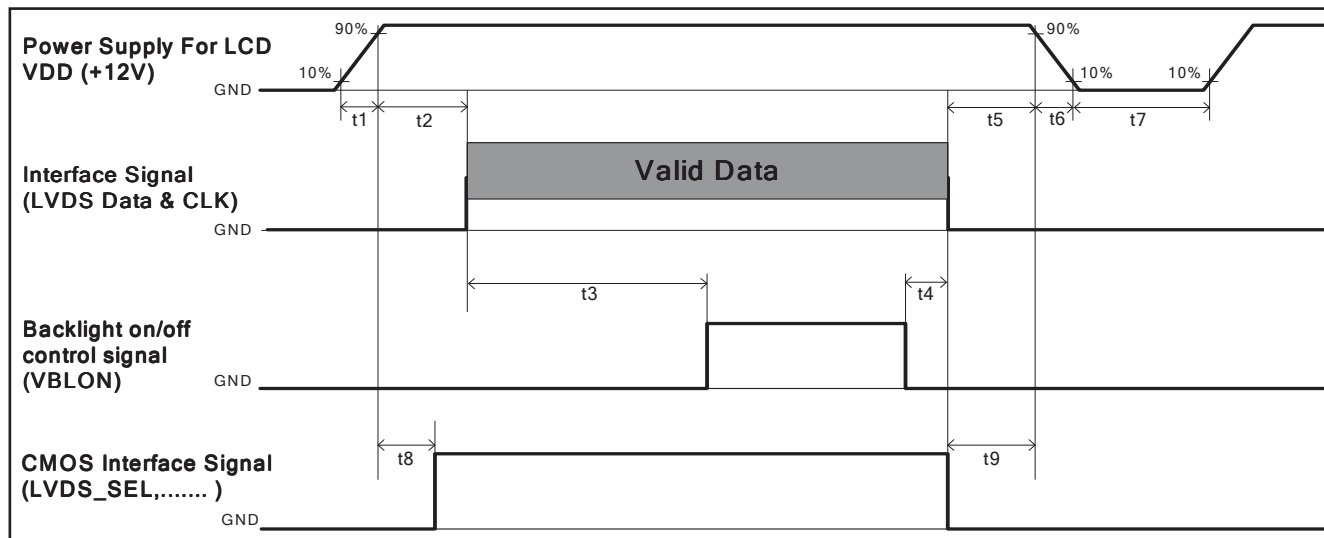 Power Supply For LCD
VDD (+12V)
90%
10%
GND
90%
10%
10%
t1
t2
t5
t6
t7
Interface Signal
(LVDS Data & CLK)
Valid Data
GND
t3
t4
Backlight on/off
control signal
(VBLON)
GND
t8
t9
CMOS Interface Signal
(LVDS_SEL,....... )
GND